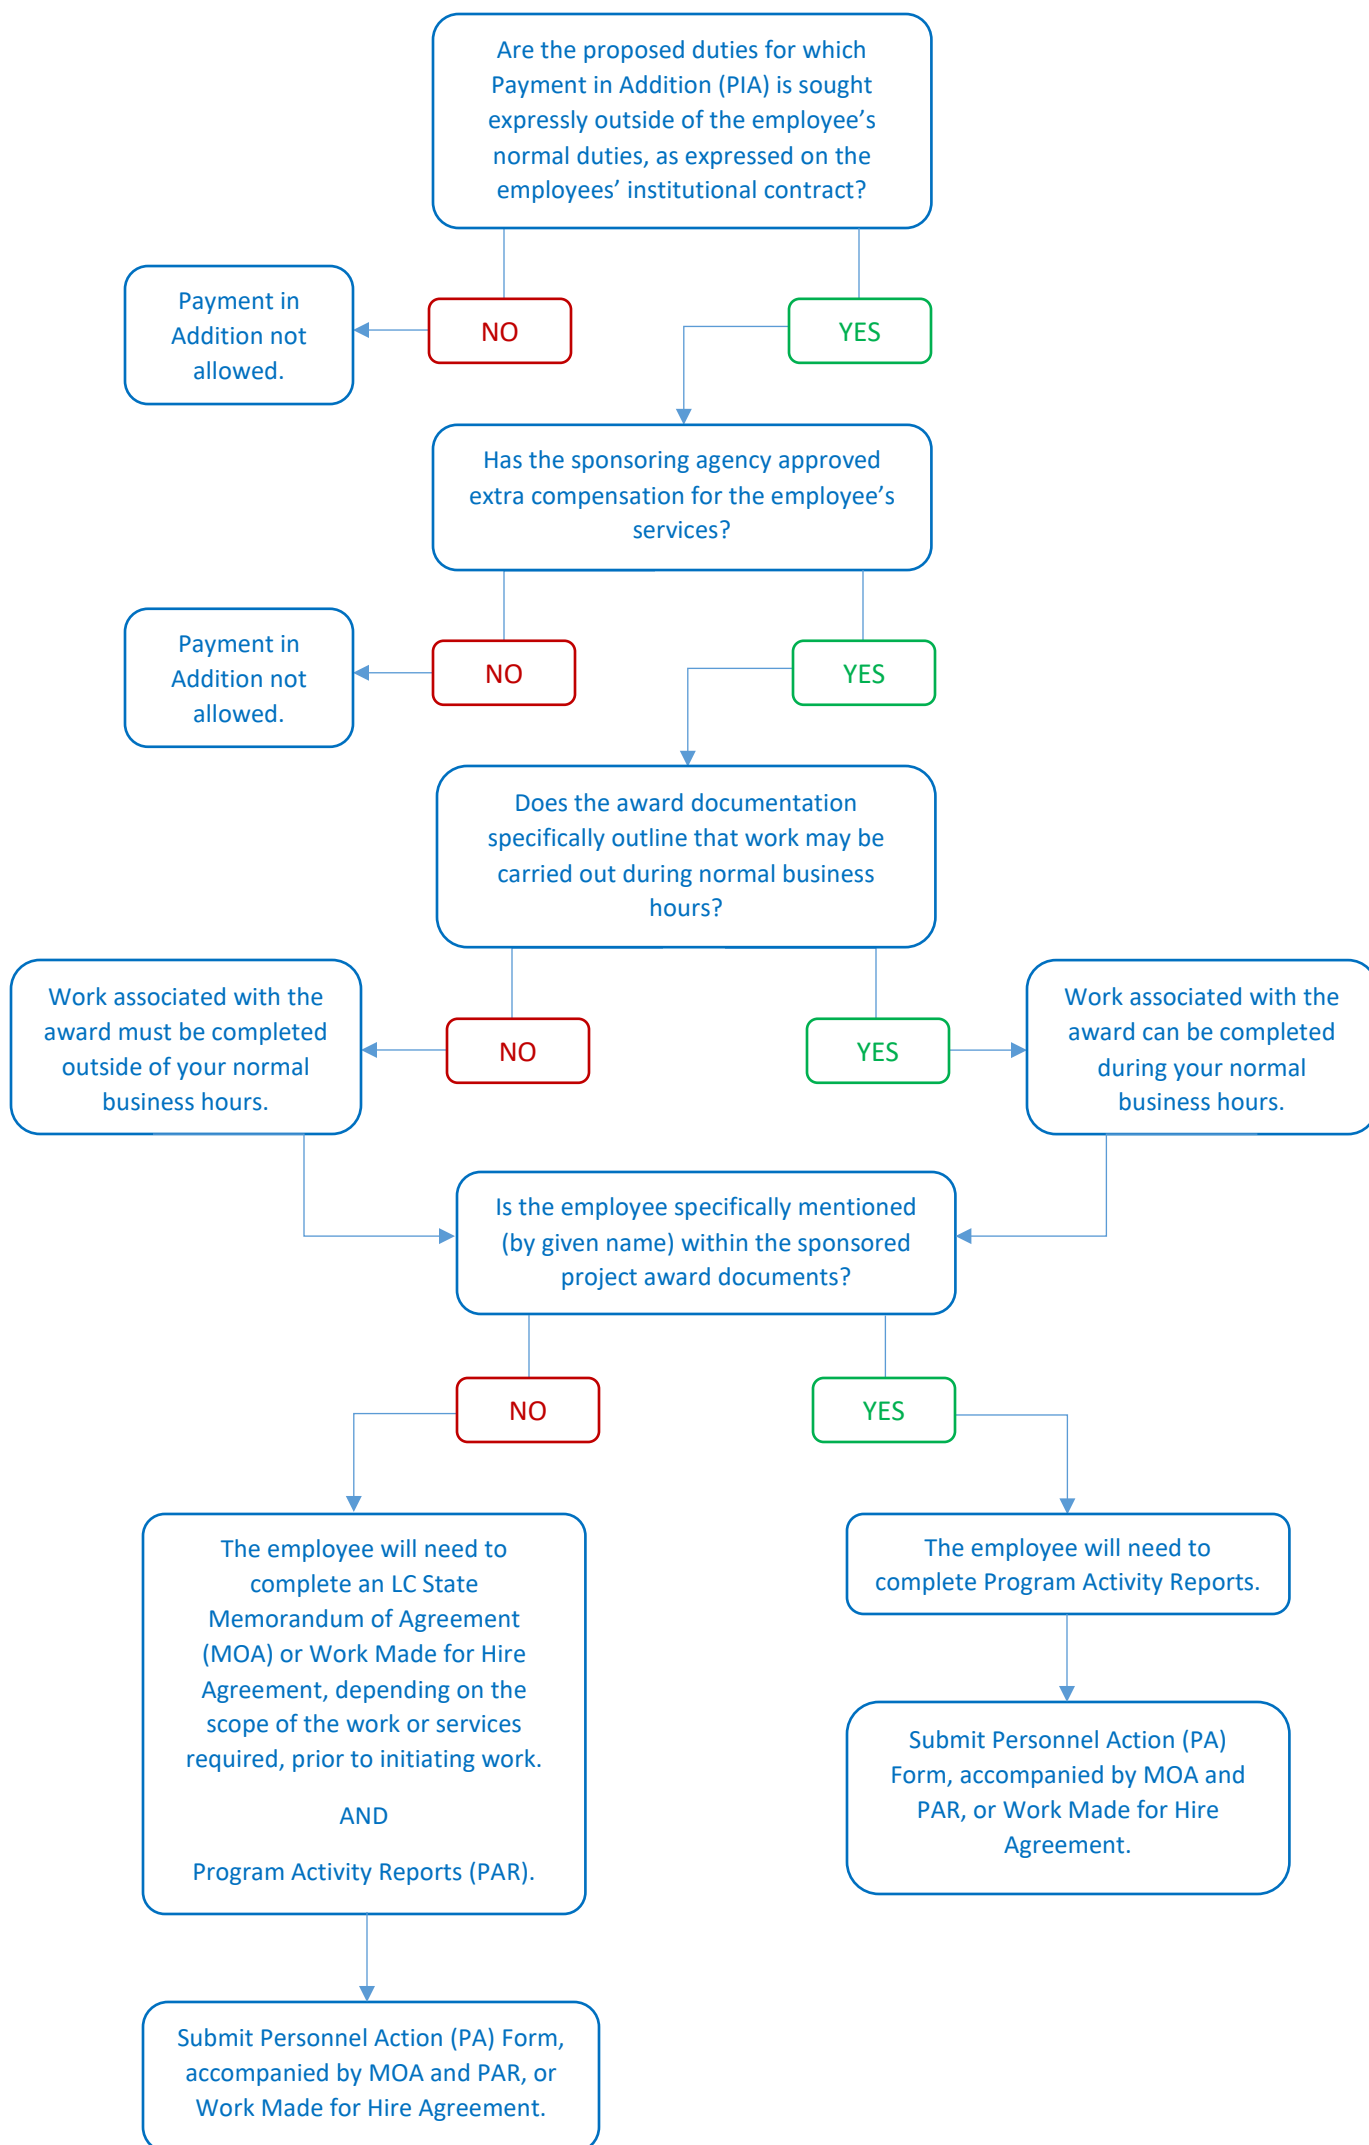 Are the proposed duties for which
Payment in Addition (PIA) is sought
expressly outside of the employee’s
normal duties, as expressed on the
employees’ institutional contract?
Payment in
Addition not
allowed.
NO
YES
Has the sponsoring agency approved
extra compensation for the employee’s
services?
Payment in
Addition not
allowed.
NO
YES
Does the award documentation
specifically outline that work may be
carried out during normal business
hours?
Work associated with the
award must be completed
outside of your normal
business hours.
NO
YES
Work associated with the
award can be completed
during your normal
business hours.
Is the employee specifically mentioned
(by given name) within the sponsored
project award documents?
NO
YES
The employee will need to
complete an LC State
Memorandum of Agreement
(MOA) or Work Made for Hire
Agreement, depending on the
scope of the work or services
required, prior to initiating work.
AND
Program Activity Reports (PAR).
The employee will need to
complete Program Activity Reports.
Submit Personnel Action (PA)
Form, accompanied by MOA and
PAR, or Work Made for Hire
Agreement.
Submit Personnel Action (PA) Form,
accompanied by MOA and PAR, or
Work Made for Hire Agreement.